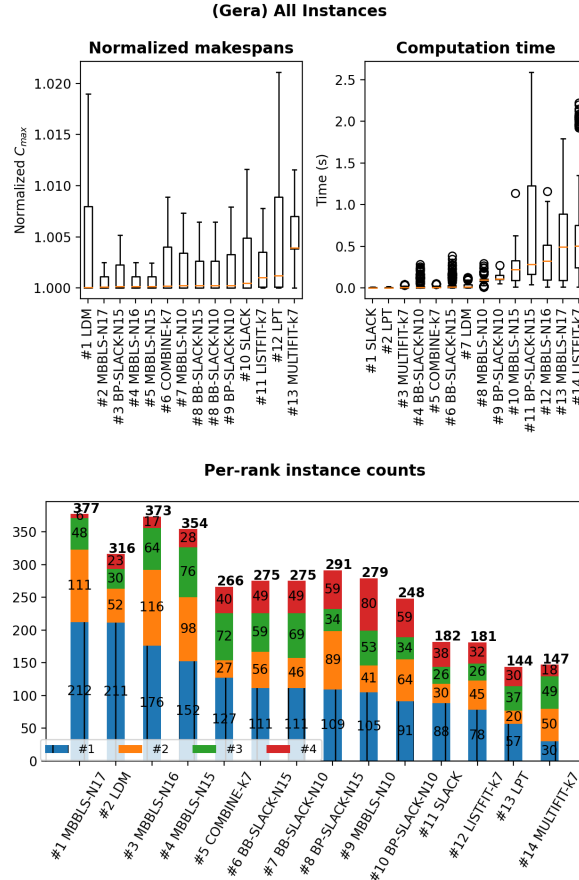 (Gera) All Instances
Normalized makespans
Normalized Cmax
1.020
1.015
1.010
1.005
1.000
#1 LDM
#2 MBBLS-N17
#3 BP-SLACK-N15
#4 MBBLS-N16
#5 MBBLS-N15
#6 COMBINE-k7
#7 MBBLS-N10
#8 BB-SLACK-N15
#8 BB-SLACK-N10
#9 BP-SLACK-N10
#10 SLACK
#11 LISTFIT-k7
#12 LPT
#13 MULTIFIT-k7
Computation time
Time (s)
2.5
2.0
1.5
1.0
0.5
0.0
#1 SLACK
#2 LPT
#3 MULTIFIT-k7
#4 BB-SLACK-N10
#5 COMBINE-k7
#6 BB-SLACK-N15
#7 LDM
#8 MBBLS-N10
#9 BP-SLACK-N10
#10 MBBLS-N15
#11 BP-SLACK-N15
#12 MBBLS-N16
#13 MBBLS-N17
#14 LISTFIT-k7
Per-rank instance counts
350
300
250
200
150
100
50
0
377
6
48
111
212
316
23
30
52
211
373
17
64
116
176
354
28
76
98
152
266
40
72
27
127
275
49
59
56
111
275
49
69
46
111
291
59
34
89
109
279
80
53
41
105
248
59
34
64
91
182
38
26
30
88
181
32
26
45
78
144
30
37
20
57
147
18
49
50
30
#1
#2
#3
#4
#1 MBBLS-N17
#2 LDM
#3 MBBLS-N16
#4 MBBLS-N15
#5 COMBINE-k7
#6 BB-SLACK-N15
#7 BB-SLACK-N10
#8 BP-SLACK-N15
#9 MBBLS-N10
#10 BP-SLACK-N10
#11 SLACK
#12 LISTFIT-k7
#13 LPT
#14 MULTIFIT-k7